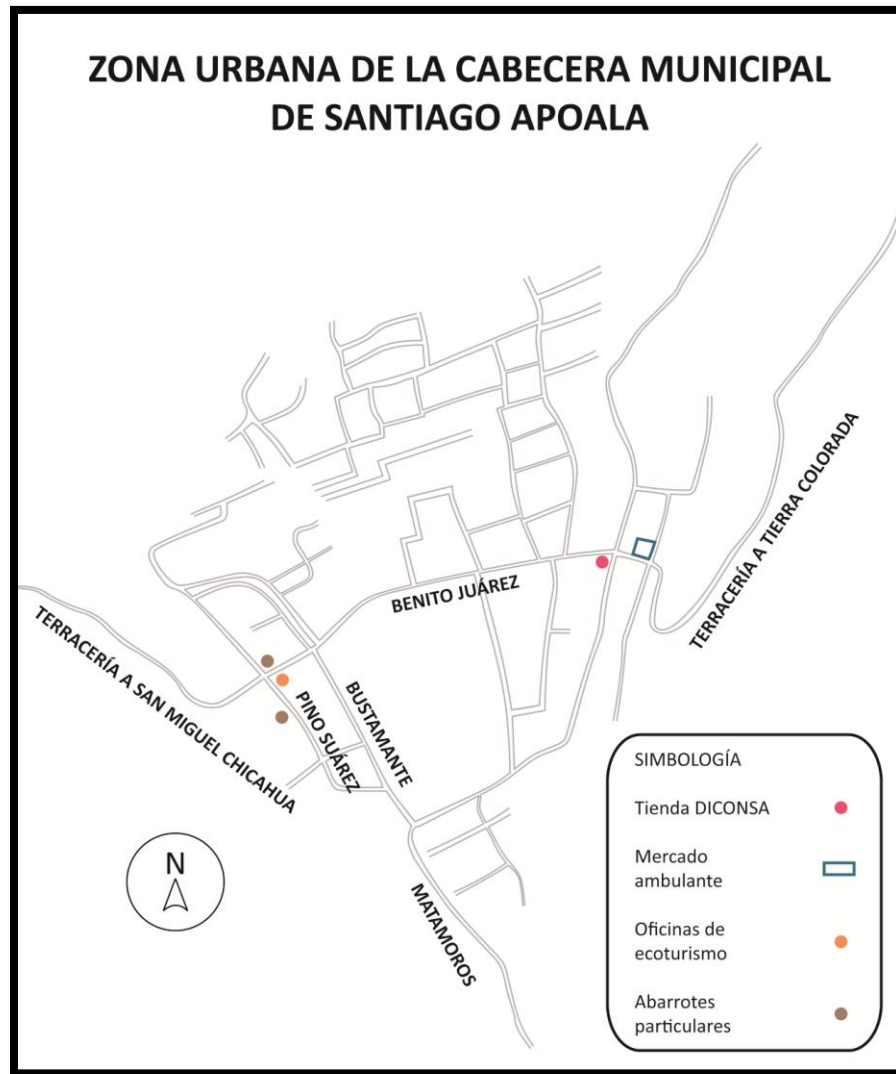 ZONA URBANA DE LA CABECERA MUNICIPAL
DE SANTIAGO APOALA
TERRACERÍA A TIERRA COLORADA
BENITO JUÁREZ
TERRACERÍA A SAN MIGUEL CHICAHUA
PINO SUÁREZ
BUSTAMANTE
MATAMOROS
N
SIMBOLOGÍA
Tienda DICONSA
Mercado
ambulante
Oficinas de
ecoturismo
Abarrotes
particulares